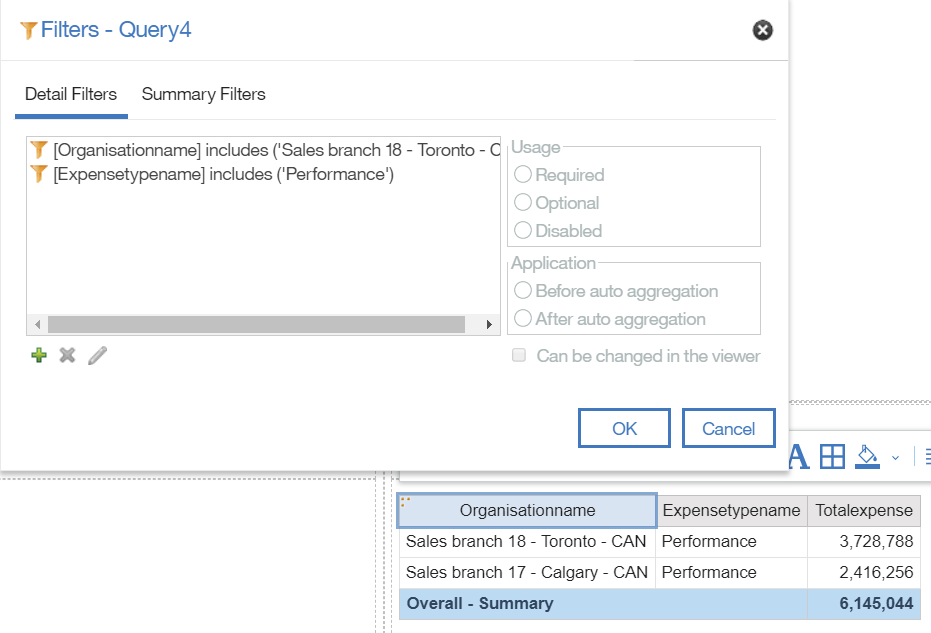 Filters - Query4
Detail Filters Summary Filters
[Organisationname] includes ('Sales branch 18 - Toronto - C
[Expensetypename] includes ('Performance')
Usage
Required
Optional
Disabled
Application
Before auto aggregation
After auto aggregation
Can be changed in the viewer
OK Cancel
A
Organisationname Expensetypename Totalexpense
Sales branch 18 - Toronto - CAN Performance 3,728,788
Sales branch 17 - Calgary - CAN Performance 2,416,256
Overall - Summary 6,145,044